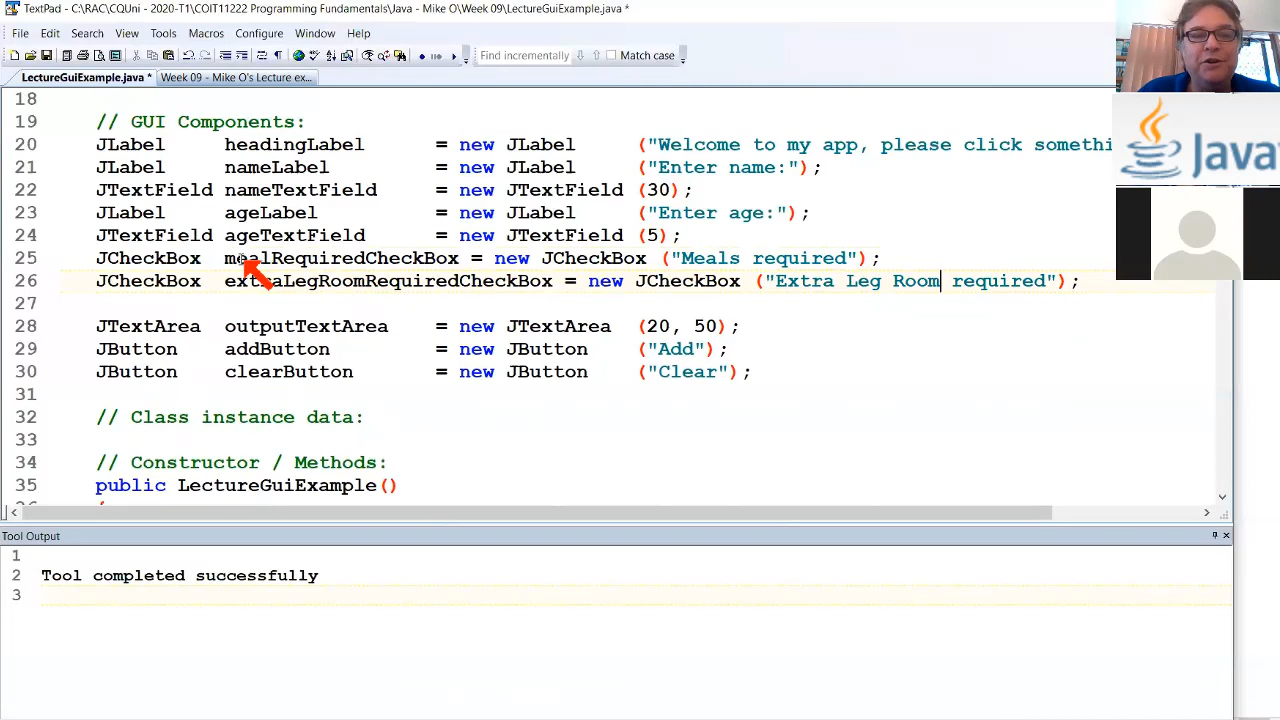 TextPad - C:\RAC\CQUni - 2020-T1\COIT11222 Programming Fundamentals\Java - Mike O\Week 09\LectureGuiExample.java *
File Edit Search View Tools Macros Configure Window Help
Find incrementally Match case
LectureGuiExample.java * Week 09 - Mike O's Lecture ex...
18
19 // GUI Components:
20 JLabel headingLabel = new JLabel ("Welcome to my app, please click somethi
21 JLabel nameLabel = new JLabel ("Enter name:");
22 JTextField nameTextField = new JTextField (30);
23 JLabel ageLabel = new JLabel ("Enter age:");
24 JTextField ageTextField = new JTextField (5);
25 JCheckBox mealRequiredCheckBox = new JCheckBox ("Meals required");
26 JCheckBox extraLegRoomRequiredCheckBox = new JCheckBox ("Extra Leg Room required");
27
28 JTextArea outputTextArea = new JTextArea (20, 50);
29 JButton addButton = new JButton ("Add");
30 JButton clearButton = new JButton ("Clear");
31
32 // Class instance data:
33
34 // Constructor / Methods:
35 public LectureGuiExample()
Java
Tool Output
1
2 Tool completed successfully
3